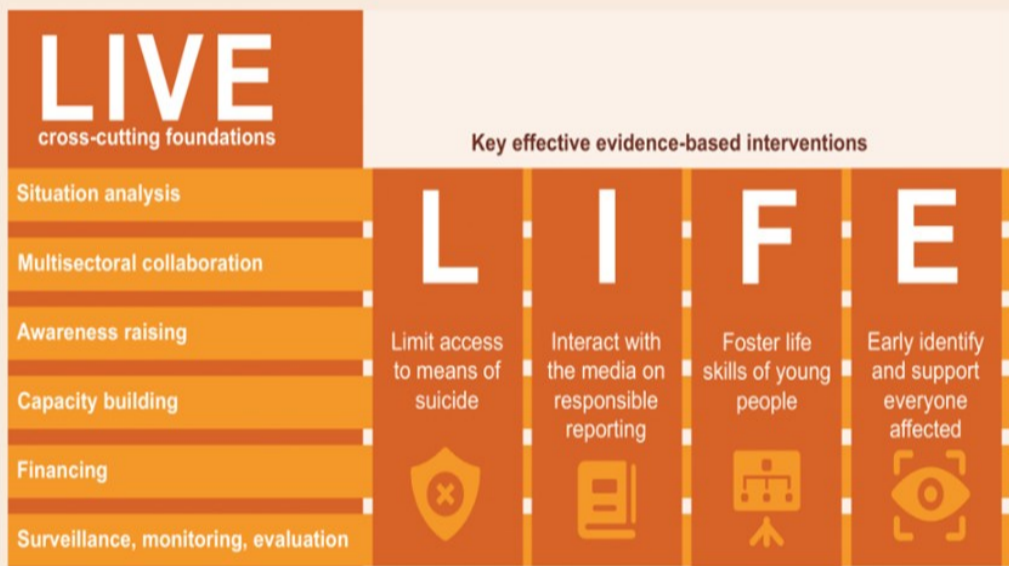 LIVE
cross-cutting foundations
Key effective evidence-based interventions
Situation analysis
Multisectoral collaboration
Awareness raising
Capacity building
Financing
Surveillance, monitoring, evaluation
L
Limit access
to means of
suicide
I
Interact with
the media on
responsible
reporting
F
Foster life
skills of young
people
E
Early identify
and support
everyone
affected